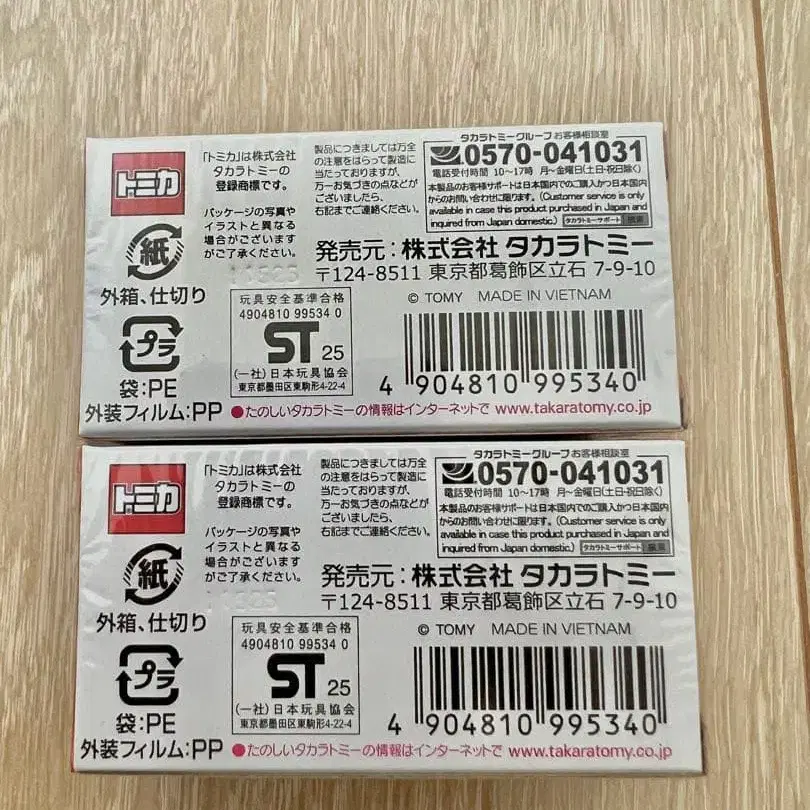 トミカ
「トミカ」は株式会社
タカラトミーの
登録商標です。
パッケージの写真や
イラストと異なる
場合がございます
がご了承ください。
製品につきましては万全
の注意をはらって製造に
当たっておりますが、
万一お気づきの点などが
ございましたら、
右記までご連絡ください。
タカラトミーグループお客様相談室
0570-041031
電話受付時間 10〜17時 月〜金曜日(土・日・祝日除く)
本製品のお客様サポートは日本国内でのご購入かつ日本国内
からのお問い合わせに限ります。(Customer service is only
available in case this product purchased in Japan and
inquired from Japan domestic.) タカラトミーサポート 検索
発売元:株式会社 タカラトミー
〒124-8511 東京都葛飾区立石 7-9-10
紙
外箱、仕切り
プラ
袋:PE
外装フィルム:PP
玩具安全基準合格
4904810 99534 0
ST 25
(一社)日本玩具協会
東京都墨田区東駒形4-22-4
© TOMY MADE IN VIETNAM
4 904810 995340
●たのしいタカラトミーの情報はインターネットで www.takaratomy.co.jp
トミカ
「トミカ」は株式会社
タカラトミーの
登録商標です。
パッケージの写真や
イラストと異なる
場合がございます
がご了承ください。
製品につきましては万全
の注意をはらって製造に
当たっておりますが、
万一お気づきの点などが
ございましたら、
右記までご連絡ください。
タカラトミーグループお客様相談室
0570-041031
電話受付時間 10〜17時 月〜金曜日(土・日・祝日除く)
本製品のお客様サポートは日本国内でのご購入かつ日本国内
からのお問い合わせに限ります。(Customer service is only
available in case this product purchased in Japan and
inquired from Japan domestic.) タカラトミーサポート 検索
発売元:株式会社 タカラトミー
〒124-8511 東京都葛飾区立石 7-9-10
紙
外箱、仕切り
プラ
袋:PE
外装フィルム:PP
玩具安全基準合格
4904810 99534 0
ST 25
(一社)日本玩具協会
東京都墨田区東駒形4-22-4
© TOMY MADE IN VIETNAM
4 904810 995340
●たのしいタカラトミーの情報はインターネットで www.takaratomy.co.jp